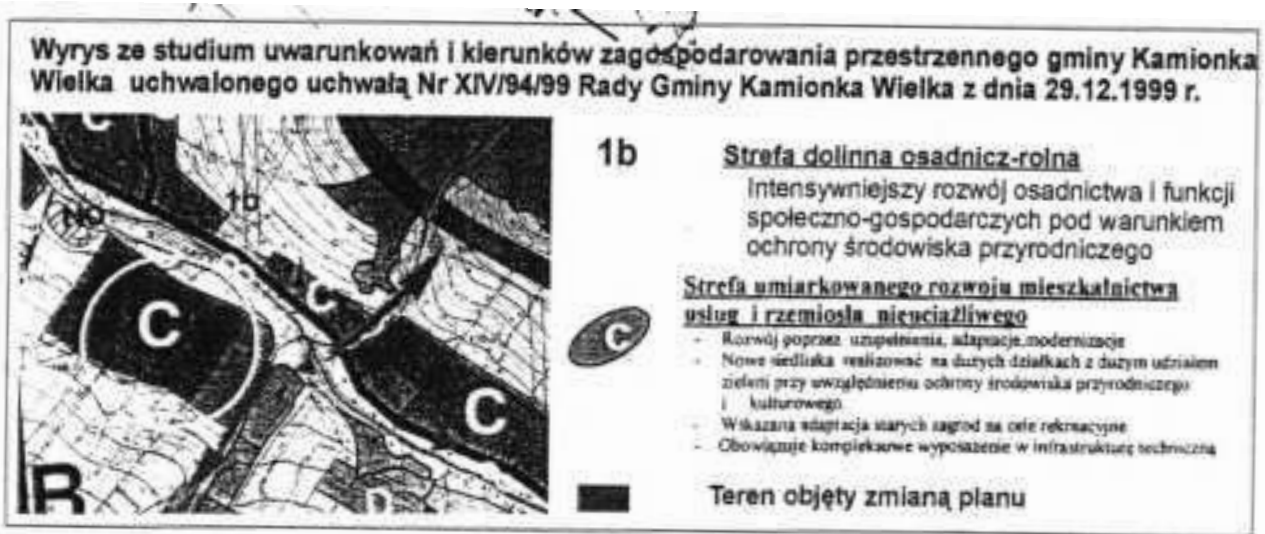 Wyrys ze studium uwarunkowań i kierunków zagospodarowania przestrzennego gminy Kamionka
Wielka uchwalonego uchwałą Nr XIV/94/99 Rady Gminy Kamionka Wielka z dnia 29.12.1999 r.
C
1b
NO
C
C
C
B
D
1b
Strefa dolinna osadnicz-rolna
Intensywniejszy rozwój osadnictwa i funkcji
społeczno-gospodarczych pod warunkiem
ochrony środowiska przyrodniczego
C
Strefa umiarkowanego rozwoju mieszkalnictwa
usług i rzemiosła nieuciążliwego
- Rozwój poprzez uzupełnienia, adaptacje, modernizacje
- Nowe siedliska realizować na dużych działkach z dużym udziałem
zieleni przy uwzględnieniu ochrony środowiska przyrodniczego
i kulturowego
- Wskazana adaptacja starych zagród na cele rekreacyjne
- Obowiązuje kompleksowe wyposażenie w infrastrukturę techniczną
Teren objęty zmianą planu